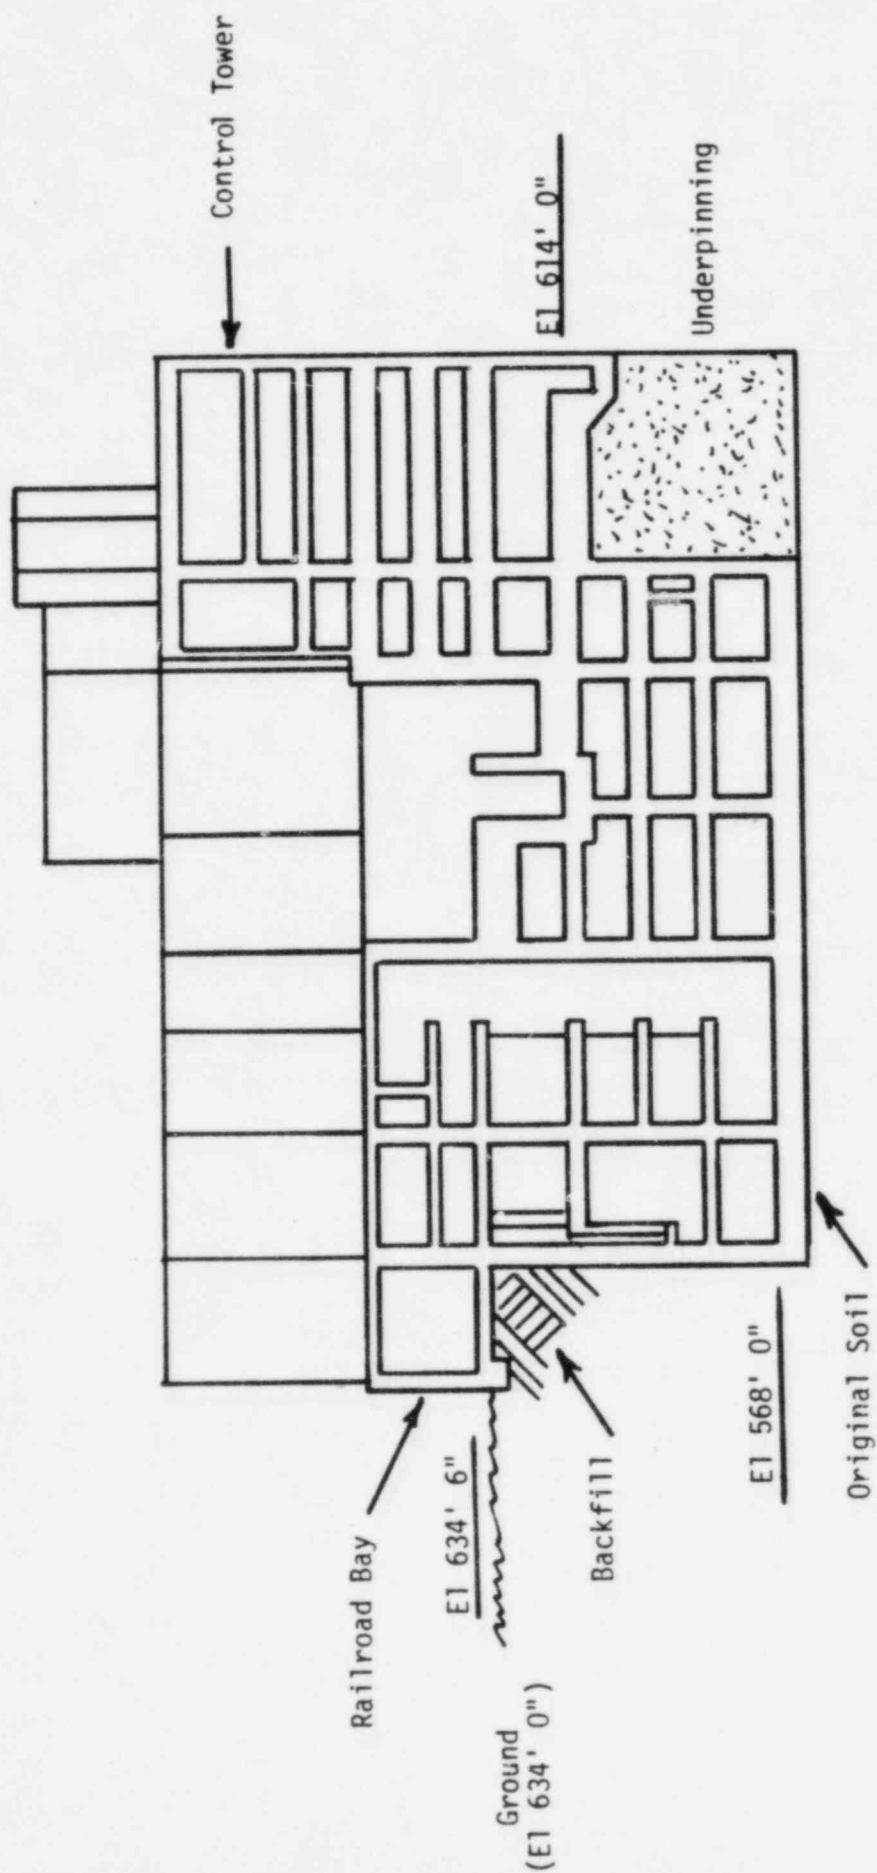 Control Tower
El 614' 0"
Underpinning
Railroad Bay
El 634' 6"
Ground
(El 634' 0")
Backfill
El 568' 0"
Original Soil